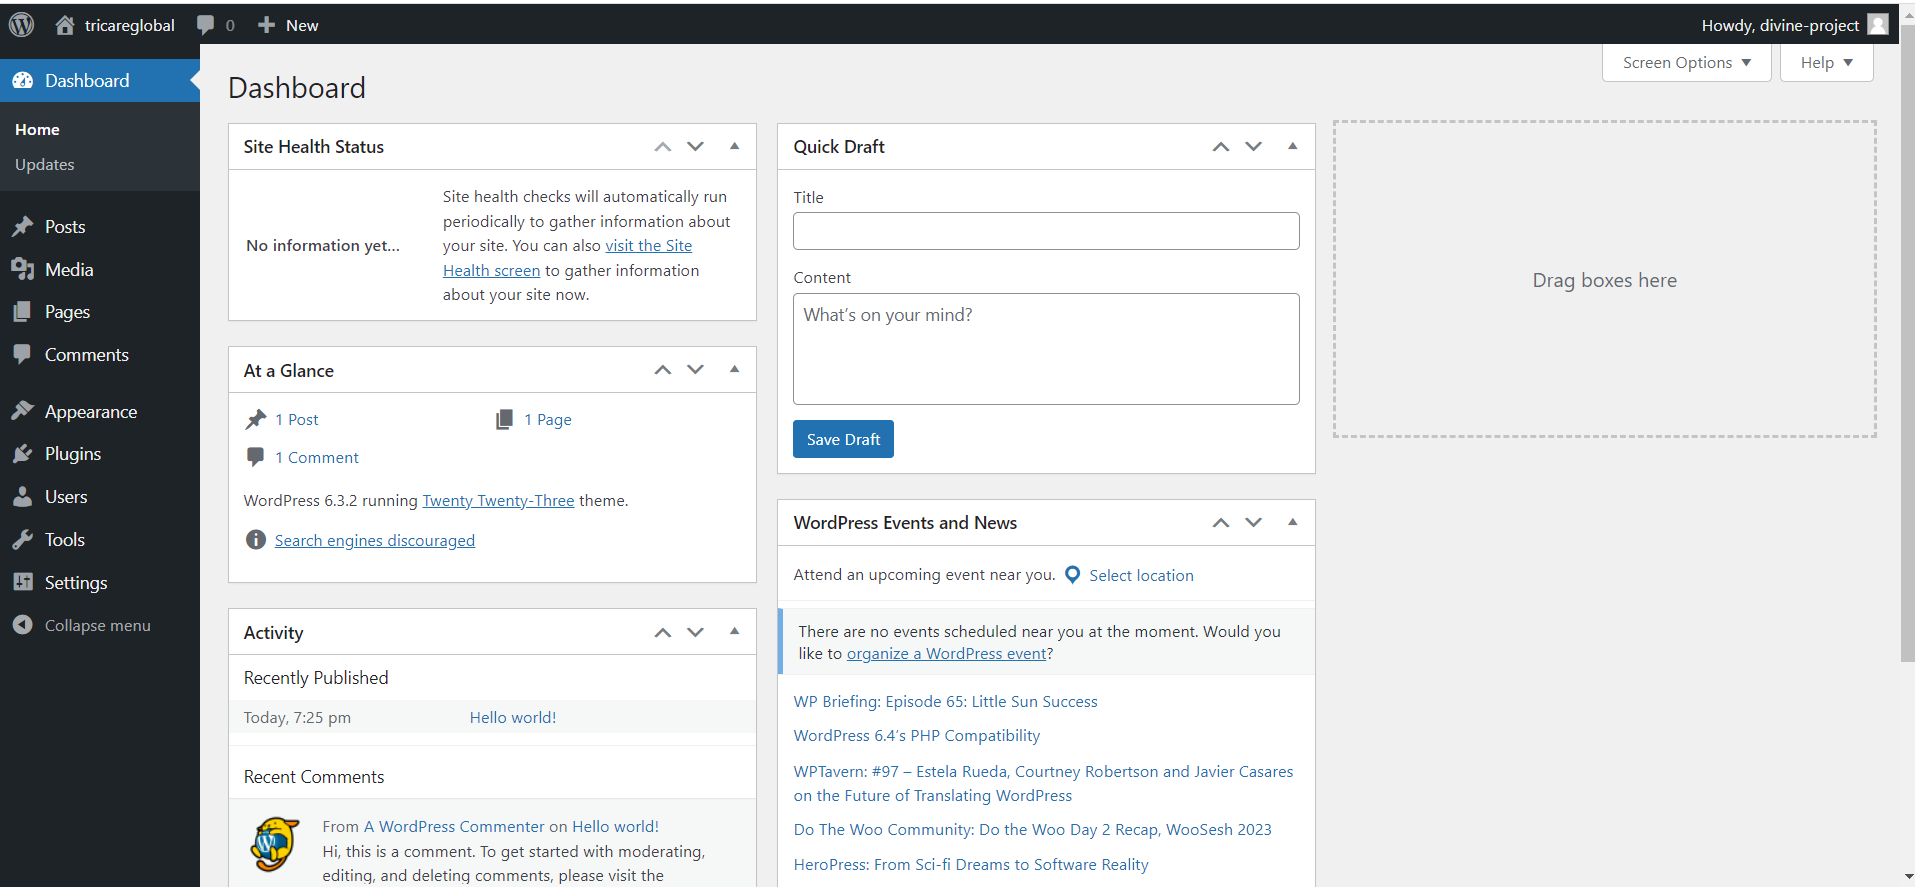 tricareglobal
0
New
Howdy, divine-project
Dashboard
Home
Updates
Posts
Media
Pages
Comments
Appearance
Plugins
Users
Tools
Settings
Collapse menu
Screen Options
Help
Dashboard
Site Health Status
No information yet...
Site health checks will automatically run
periodically to gather information about
your site. You can also visit the Site
Health screen to gather information
about your site now.
At a Glance
1 Post
1 Page
1 Comment
WordPress 6.3.2 running Twenty Twenty-Three theme.
Search engines discouraged
Activity
Recently Published
Today, 7:25 pm
Hello world!
Recent Comments
From A WordPress Commenter on Hello world!
Hi, this is a comment. To get started with moderating,
editing, and deleting comments, please visit the
Quick Draft
Title
Content
What's on your mind?
Save Draft
WordPress Events and News
Attend an upcoming event near you.
Select location
There are no events scheduled near you at the moment. Would you
like to organize a WordPress event?
WP Briefing: Episode 65: Little Sun Success
WordPress 6.4's PHP Compatibility
WPTavern: #97 – Estela Rueda, Courtney Robertson and Javier Casares
on the Future of Translating WordPress
Do The Woo Community: Do the Woo Day 2 Recap, WooSesh 2023
HeroPress: From Sci-fi Dreams to Software Reality
Drag boxes here